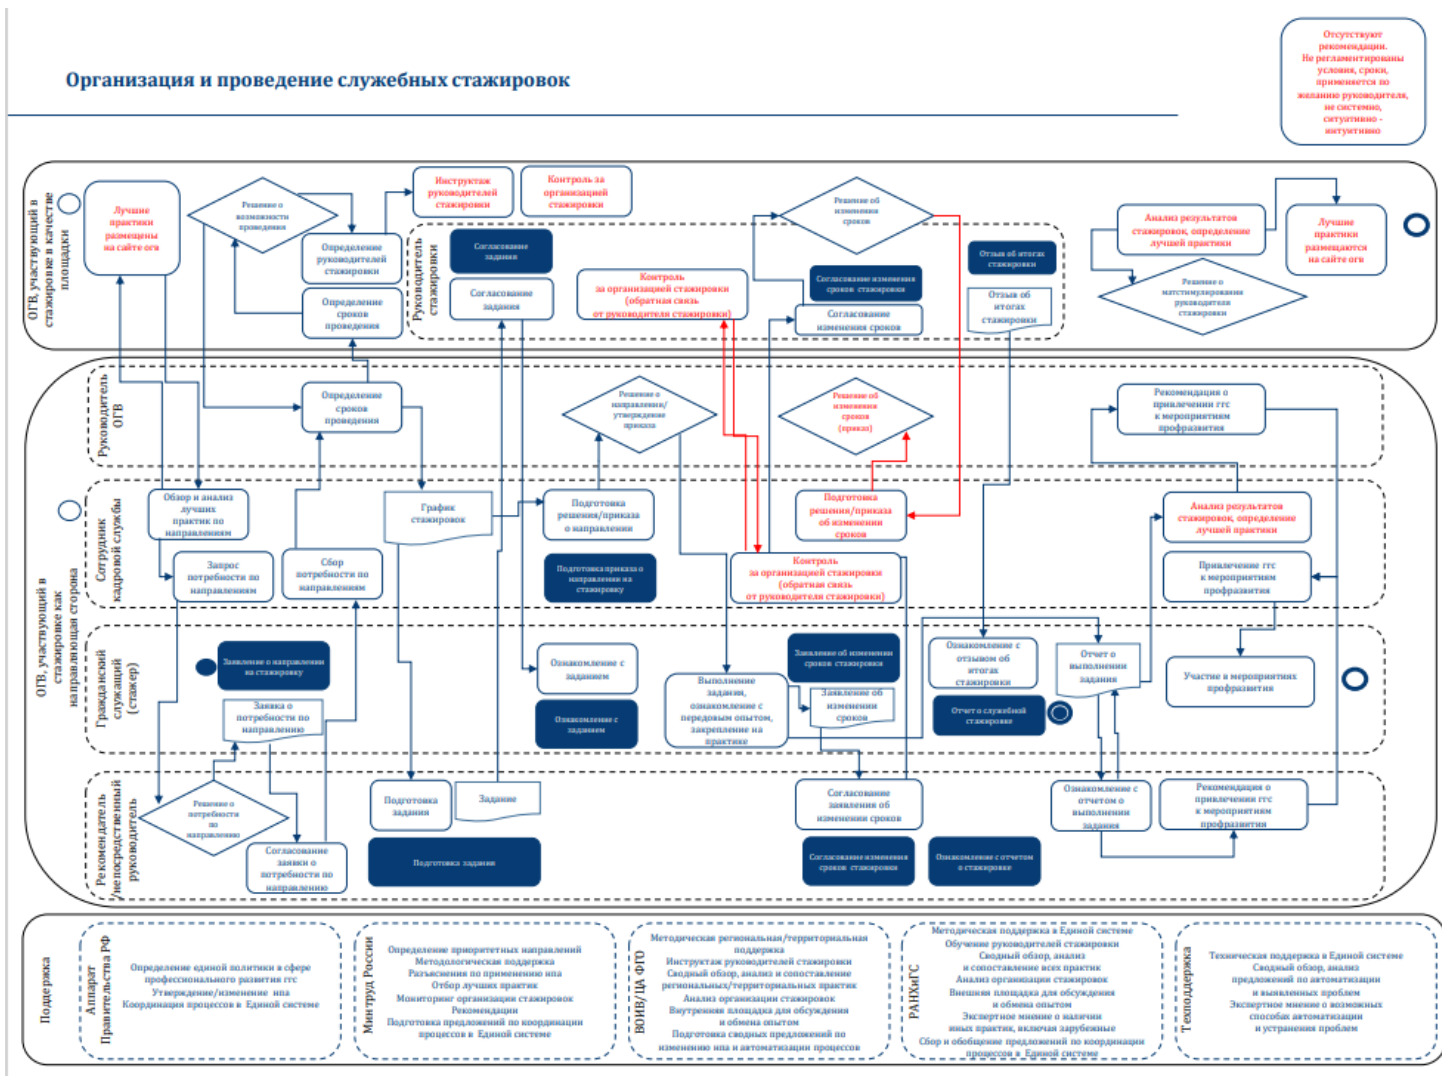 Организация и проведение служебных стажировок
Отсутствуют
рекомендации.
Не регламентированы
условия, сроки,
применяется по
желанию руководителя,
не системно,
ситуативно -
интуитивно
ОГВ, участвующий в
стажировке в качестве
площадки
Лучшие
практики
размещены
на сайте огв
Решение о
возможности
проведения
Определение
руководителей
стажировки
Определение
сроков
проведения
Инструктаж
руководителей
стажировки
Контроль за
организацией
стажировки
Руководитель
стажировки
Согласование
задания
Согласование
задания
Контроль
за организацией стажировки
(обратная связь
от руководителя стажировки)
Решение об
изменения
сроков
Согласование изменения
сроков стажировки
Согласование
изменения сроков
Отзыв об итогах
стажировки
Отзыв об
итогах
стажировки
Анализ результатов
стажировок, определение
лучшей практики
Решение о
матстимулировании
руководителя
стажировки
Лучшие
практики
размещаются
на сайте огв
ОГВ, участвующий в
стажировке как
направляющая сторона
Руководитель
ОГВ
Определение
сроков
проведения
Решение о
направлении/
утверждение
приказа
Решение об
изменения
сроков
(приказ)
Рекомендация о
привлечении ггс
к мероприятиям
профразвития
Сотрудник
кадровой службы
Обзор и анализ
лучших
практик по
направлениям
Запрос
потребности по
направлениям
Сбор
потребности по
направлениям
График
стажировок
Подготовка
решения/приказа
о направлении
Подготовка приказа о
направлении на
стажировку
Подготовка
решения/приказа
об изменении
сроков
Контроль
за организацией стажировки
(обратная связь
от руководителя стажировки)
Анализ результатов
стажировок, определение
лучшей практики
Привлечение ггс
к мероприятиям
профразвития
Гражданский
служащий
(стажер)
Заявление о направлении
на стажировку
Заявка о
потребности по
направлению
Ознакомление с
заданием
Ознакомление с
заданием
Выполнение
задания,
ознакомление с
передовым опытом,
закрепление на
практике
Заявление об изменении
сроков стажировки
Заявление об
изменении
сроков
Ознакомление с
отзывом об
итогах
стажировки
Отчет о служебной
стажировке
Отчет о
выполнении
задания
Участие в мероприятиях
профразвития
Рекомендатель
/непосредственный
руководитель
Решение о
потребности
по
направлению
Согласование
заявки о
потребности по
направлению
Подготовка
задания
Задание
Подготовка задания
Согласование
заявления об
изменении сроков
Согласование изменения
сроков стажировки
Ознакомление с отчетом
о стажировке
Ознакомление с
отчетом о
выполнении
задания
Рекомендация о
привлечении ггс
к мероприятиям
профразвития
Поддержка
Аппарат
Правительства РФ
Определение единой политики в сфере
профессионального развития ггс
Утверждение/изменение нпа
Координация процессов в Единой системе
Минтруд России
Определение приоритетных направлений
Методологическая поддержка
Разъяснения по применению нпа
Отбор лучших практик
Мониторинг организации стажировок
Рекомендации
Подготовка предложений по координации
процессов в Единой системе
ВОИВ/ЦА ФГО
Методическая региональная/территориальная
поддержка
Инструктаж руководителей стажировки
Сводный обзор, анализ и сопоставление
региональных/территориальных практик
Анализ организации стажировок
Внутренняя площадка для обсуждения
и обмена опытом
Подготовка сводных предложений по
изменению нпа и автоматизации процессов
РАНХиГС
Методическая поддержка в Единой системе
Обучение руководителей стажировки
Сводный обзор, анализ
и сопоставление всех практик
Анализ организации стажировок
Внешняя площадка для обсуждения
и обмена опытом
Экспертное мнение о наличии
иных практик, включая зарубежные
Сбор и обобщение предложений по координации
процессов в Единой системе
Техподдержка
Техническая поддержка в Единой системе
Сводный обзор, анализ
предложений по автоматизации
и выявленных проблем
Экспертное мнение о возможных
способах автоматизации
и устранения проблем